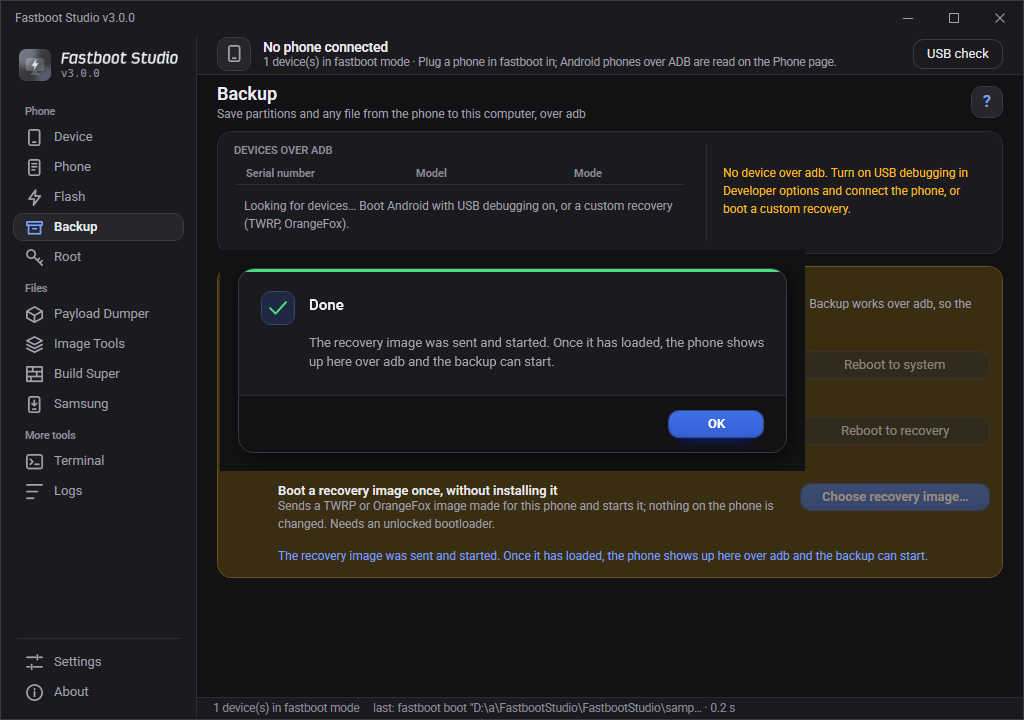 Fastboot Studio v3.0.0
Fastboot Studio
v3.0.0
Phone
Device
Phone
Flash
Backup
Root
Files
Payload Dumper
Image Tools
Build Super
Samsung
More tools
Terminal
Logs
Settings
About
No phone connected
1 device(s) in fastboot mode · Plug a phone in fastboot in; Android phones over ADB are read on the Phone page.
USB check
Backup
Save partitions and any file from the phone to this computer, over adb
?
DEVICES OVER ADB
Serial number Model Mode
Looking for devices… Boot Android with USB debugging on, or a custom recovery
(TWRP, OrangeFox).
No device over adb. Turn on USB debugging in
Developer options and connect the phone, or
boot a custom recovery.
Backup works over adb, so the
Reboot to system
Reboot to recovery
Done
The recovery image was sent and started. Once it has loaded, the phone shows
up here over adb and the backup can start.
OK
Boot a recovery image once, without installing it
Sends a TWRP or OrangeFox image made for this phone and starts it; nothing on the phone is
changed. Needs an unlocked bootloader.
Choose recovery image…
The recovery image was sent and started. Once it has loaded, the phone shows up here over adb and the backup can start.
1 device(s) in fastboot mode last: fastboot boot "D:\a\FastbootStudio\FastbootStudio\samp… · 0.2 s